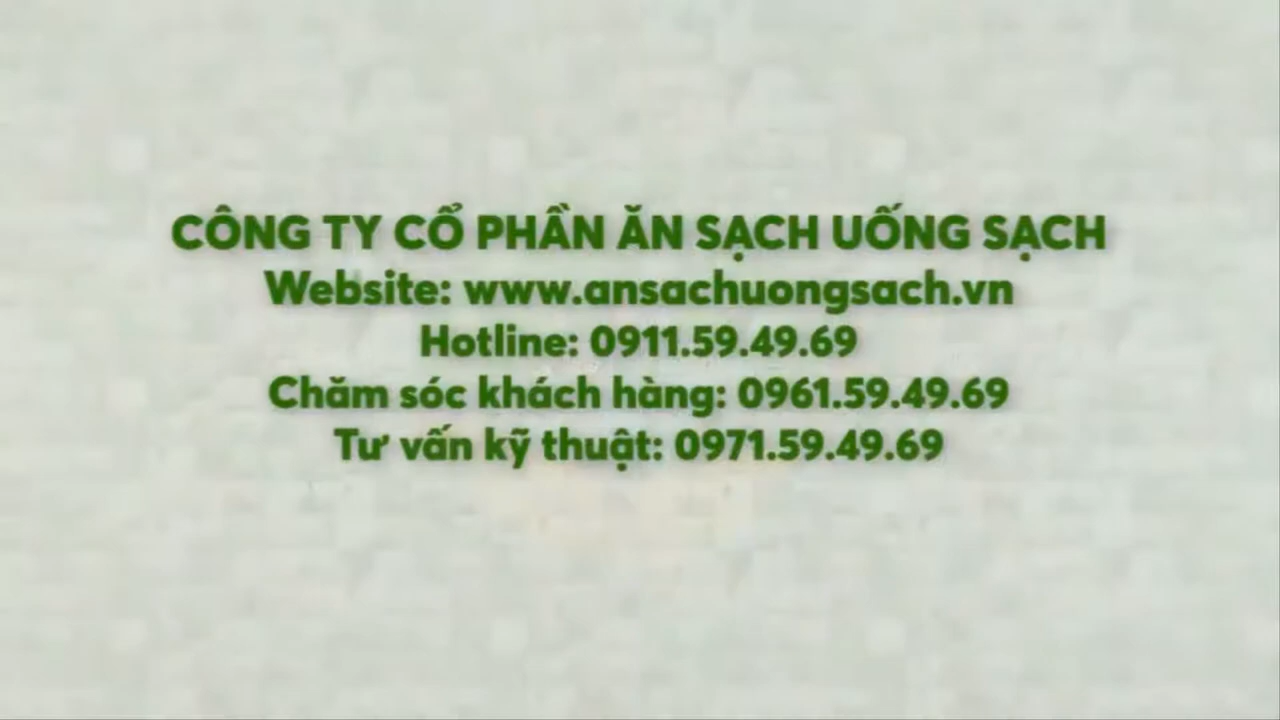 CÔNG TY CỔ PHẦN ĂN SẠCH UỐNG SẠCH
Website: www.ansachuongsach.vn
Hotline: 0911.59.49.69
Chăm sóc khách hàng: 0961.59.49.69
Tư vấn kỹ thuật: 0971.59.49.69